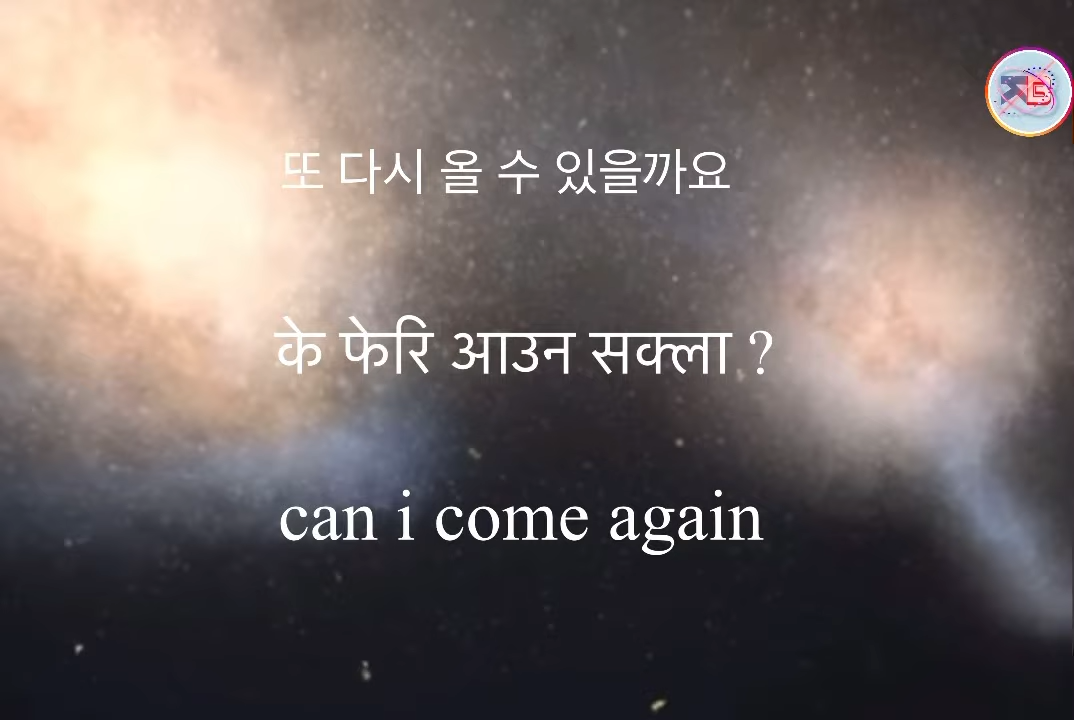 또 다시 올 수 있을까요
के फेरि आउन सक्ला ?
can i come again